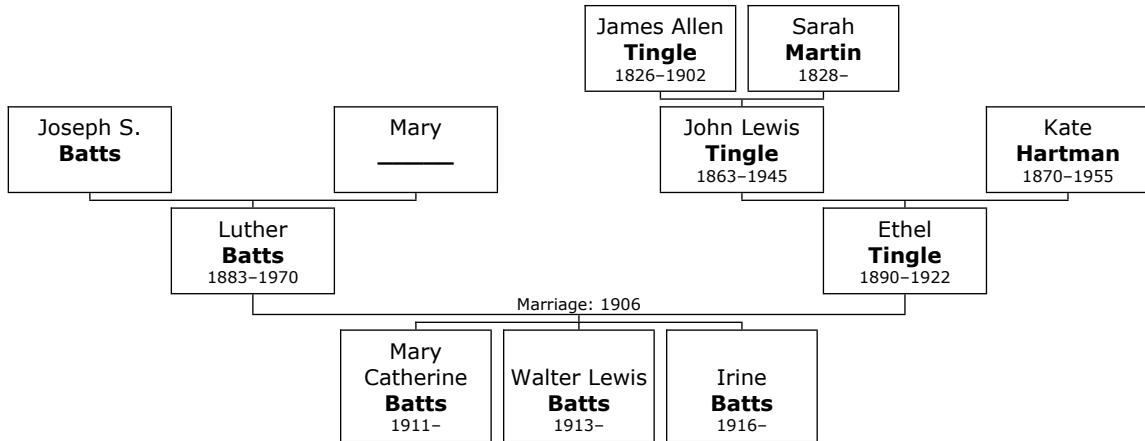 James Allen
Tingle
1826–1902
Sarah
Martin
1828–
Joseph S.
Batts
Mary
______
John Lewis
Tingle
1863–1945
Kate
Hartman
1870–1955
Luther
Batts
1883–1970
Ethel
Tingle
1890–1922
Marriage: 1906
Mary
Catherine
Batts
1911–
Walter Lewis
Batts
1913–
Irine
Batts
1916–